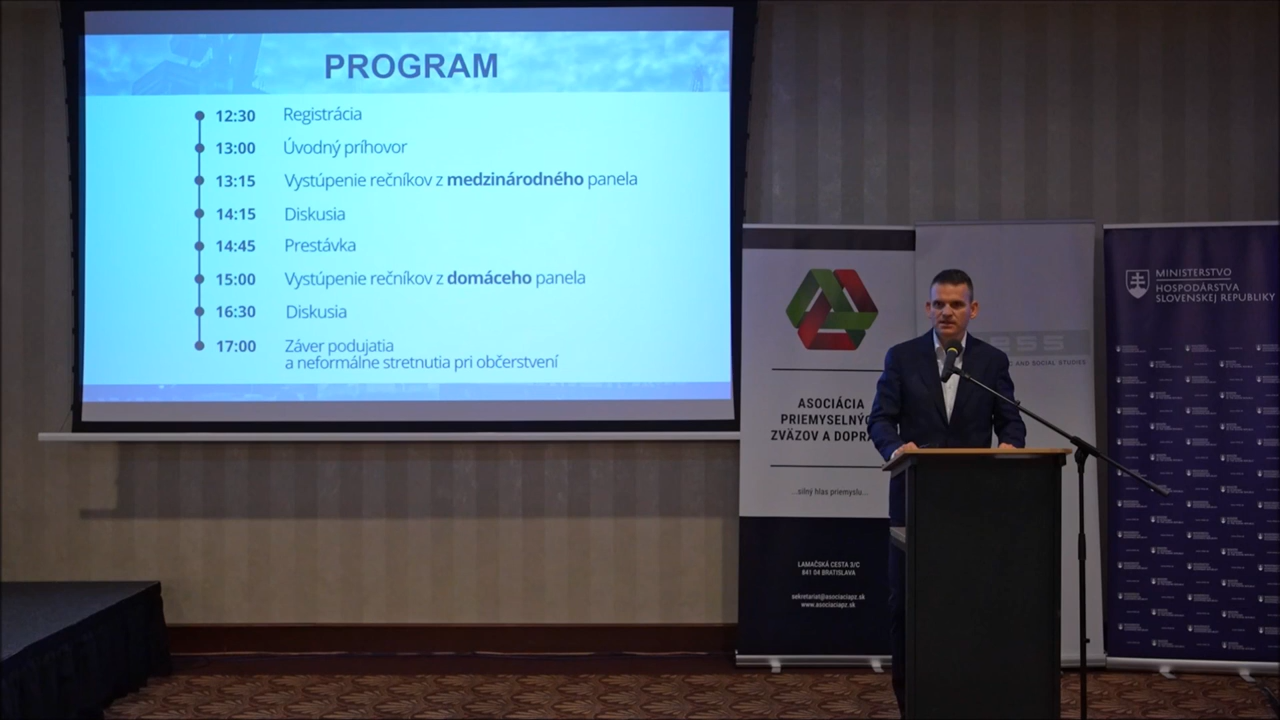 PROGRAM
12:30 Registrácia
13:00 Úvodný príhovor
13:15 Vystúpenie rečníkov z medzinárodného panela
14:15 Diskusia
14:45 Prestávka
15:00 Vystúpenie rečníkov z domáceho panela
16:30 Diskusia
17:00 Záver podujatia
a neformálne stretnutia pri občerstvení
ASOCIÁCIA
PRIEMYSELNÝ
ZVÄZOV A DOPRA
...silný hlas priemyslu...
LAMAČSKÁ CESTA 3/C
841 04 BRATISLAVA
sekretariat@asociaciapz.sk
www.asociaciapz.sk
ess
AND SOCIAL STUDIES
MINISTERSTVO
HOSPODÁRSTVA
SLOVENSKEJ REPUBLIKY